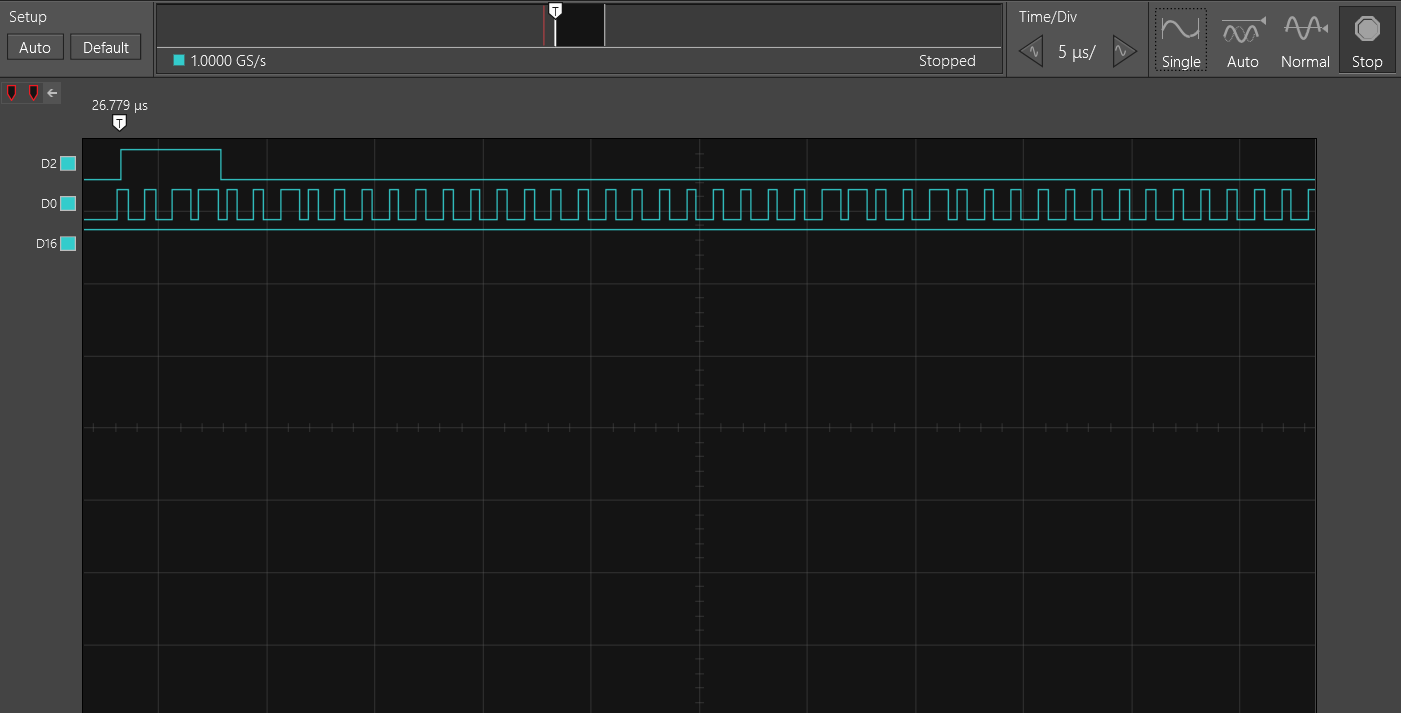 Setup
Auto
Default
1.0000 GS/s
Stopped
Time/Div
5 µs/
Single
Auto
Normal
Stop
T
26.779 µs
T
D2
D0
D16